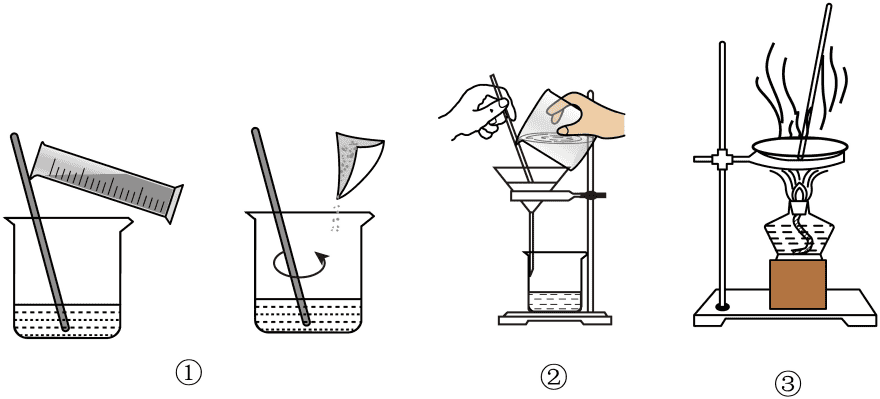 ①
②
③